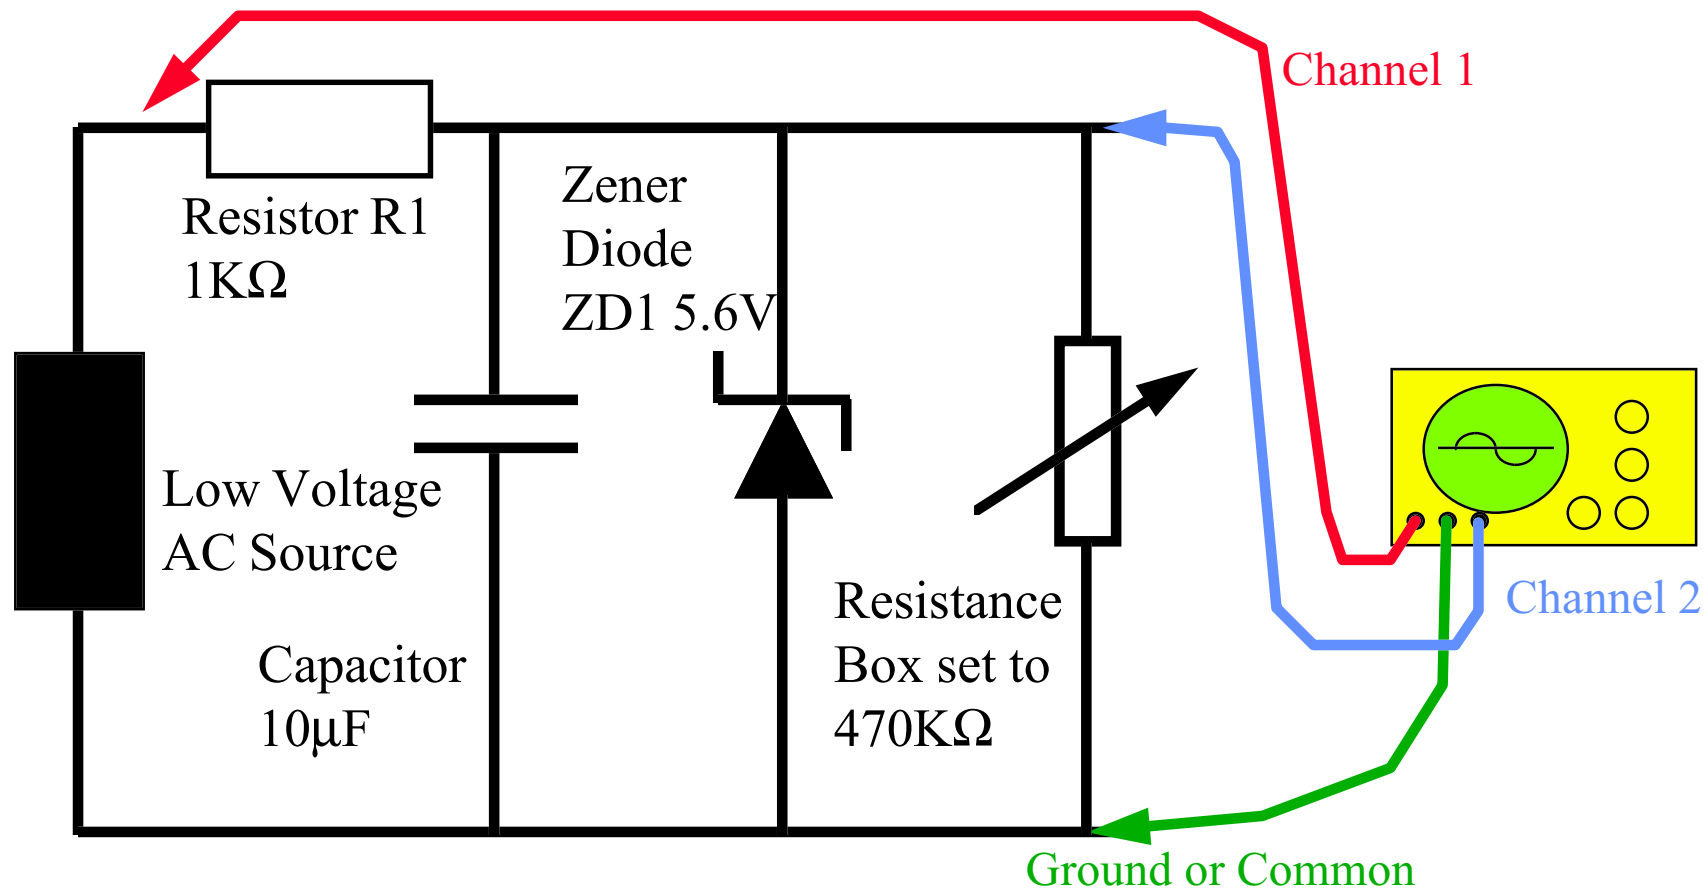 Channel 1
Resistor R1
1KΩ
Zener
Diode
ZD1 5.6V
Low Voltage
AC Source
Capacitor
10µF
Resistance
Box set to
470KΩ
Channel 2
Ground or Common